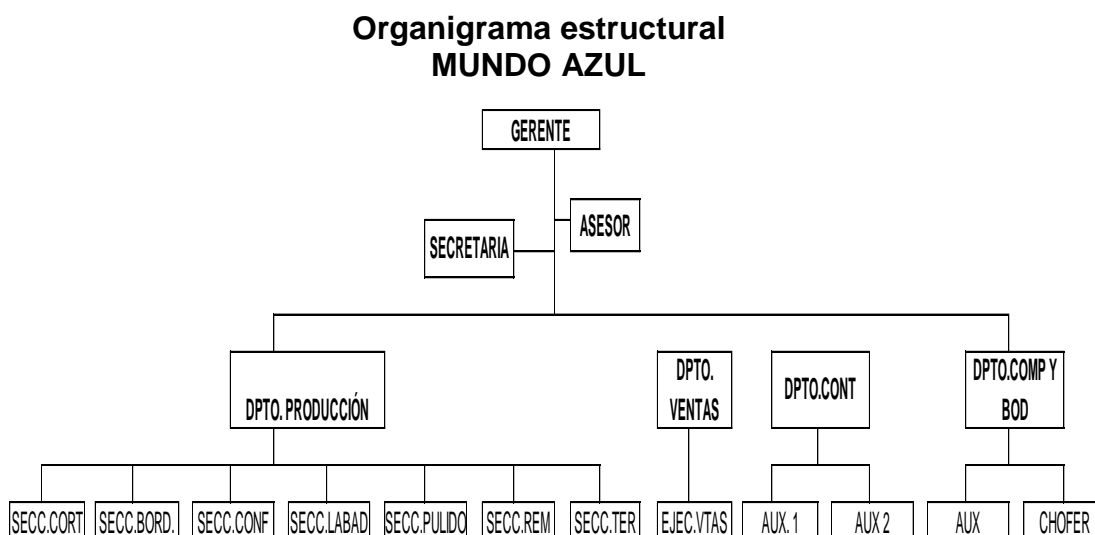 Organigrama estructural
MUNDO AZUL
GERENTE
ASESOR
SECRETARIA
DPTO. PRODUCCIÓN
DPTO.
VENTAS
DPTO.CONT
DPTO.COMP Y
BOD
SECC.CORT
SECC.BORD.
SECC.CONF
SECC.LABAD
SECC.PULIDO
SECC.REM
SECC.TER
EJEC.VTAS
AUX. 1
AUX 2
AUX
CHOFER